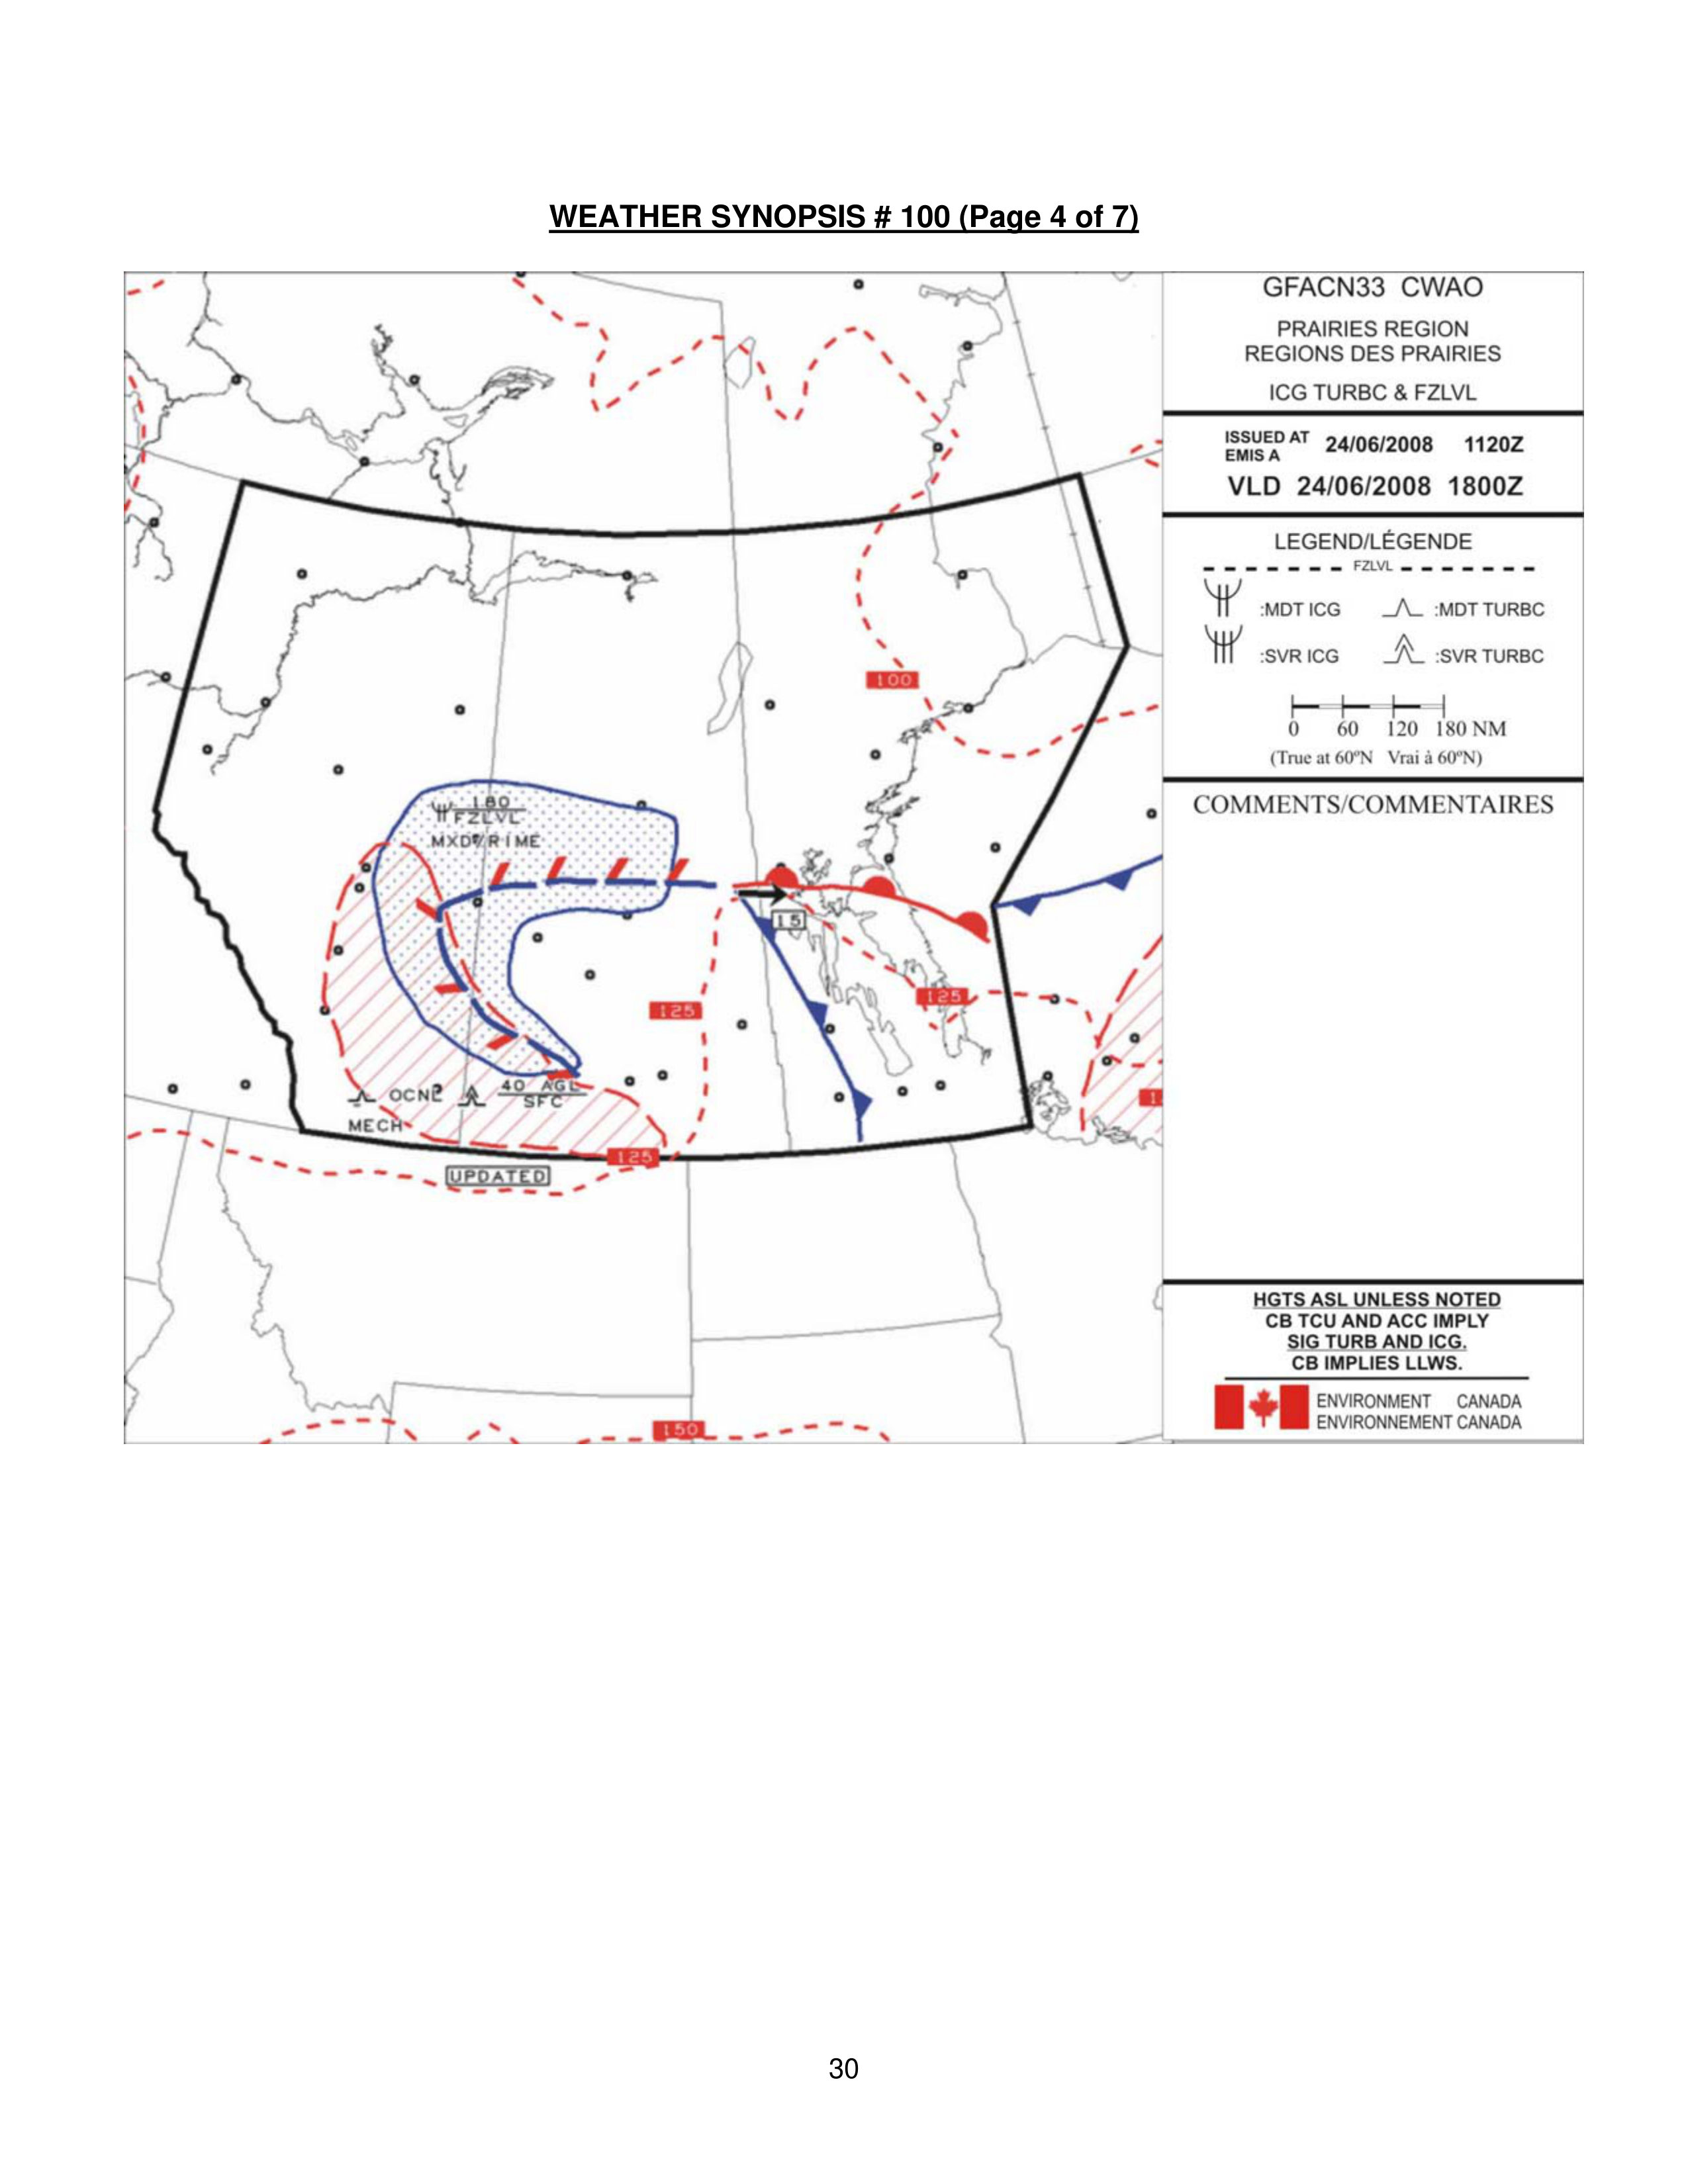 WEATHER SYNOPSIS # 100 (Page 4 of 7)
GFACN33 CWAO
PRAIRIES REGION
REGIONS DES PRAIRIES
ICG TURBC & FZLVL
ISSUED AT 24/06/2008 1120Z
EMIS A
VLD 24/06/2008 1800Z
LEGEND/LÉGENDE
FZLVL
:MDT ICG :MDT TURBC
:SVR ICG :SVR TURBC
0 60 120 180 NM
(True at 60ºN Vrai à 60ºN)
COMMENTS/COMMENTAIRES
100
180
FZLVL
MXD/RIME
15
125
125
OCNL 40 AGL
SFC
MECH
125
UPDATED
150
HGTS ASL UNLESS NOTED
CB TCU AND ACC IMPLY
SIG TURB AND ICG.
CB IMPLIES LLWS.
ENVIRONMENT CANADA
ENVIRONNEMENT CANADA
30